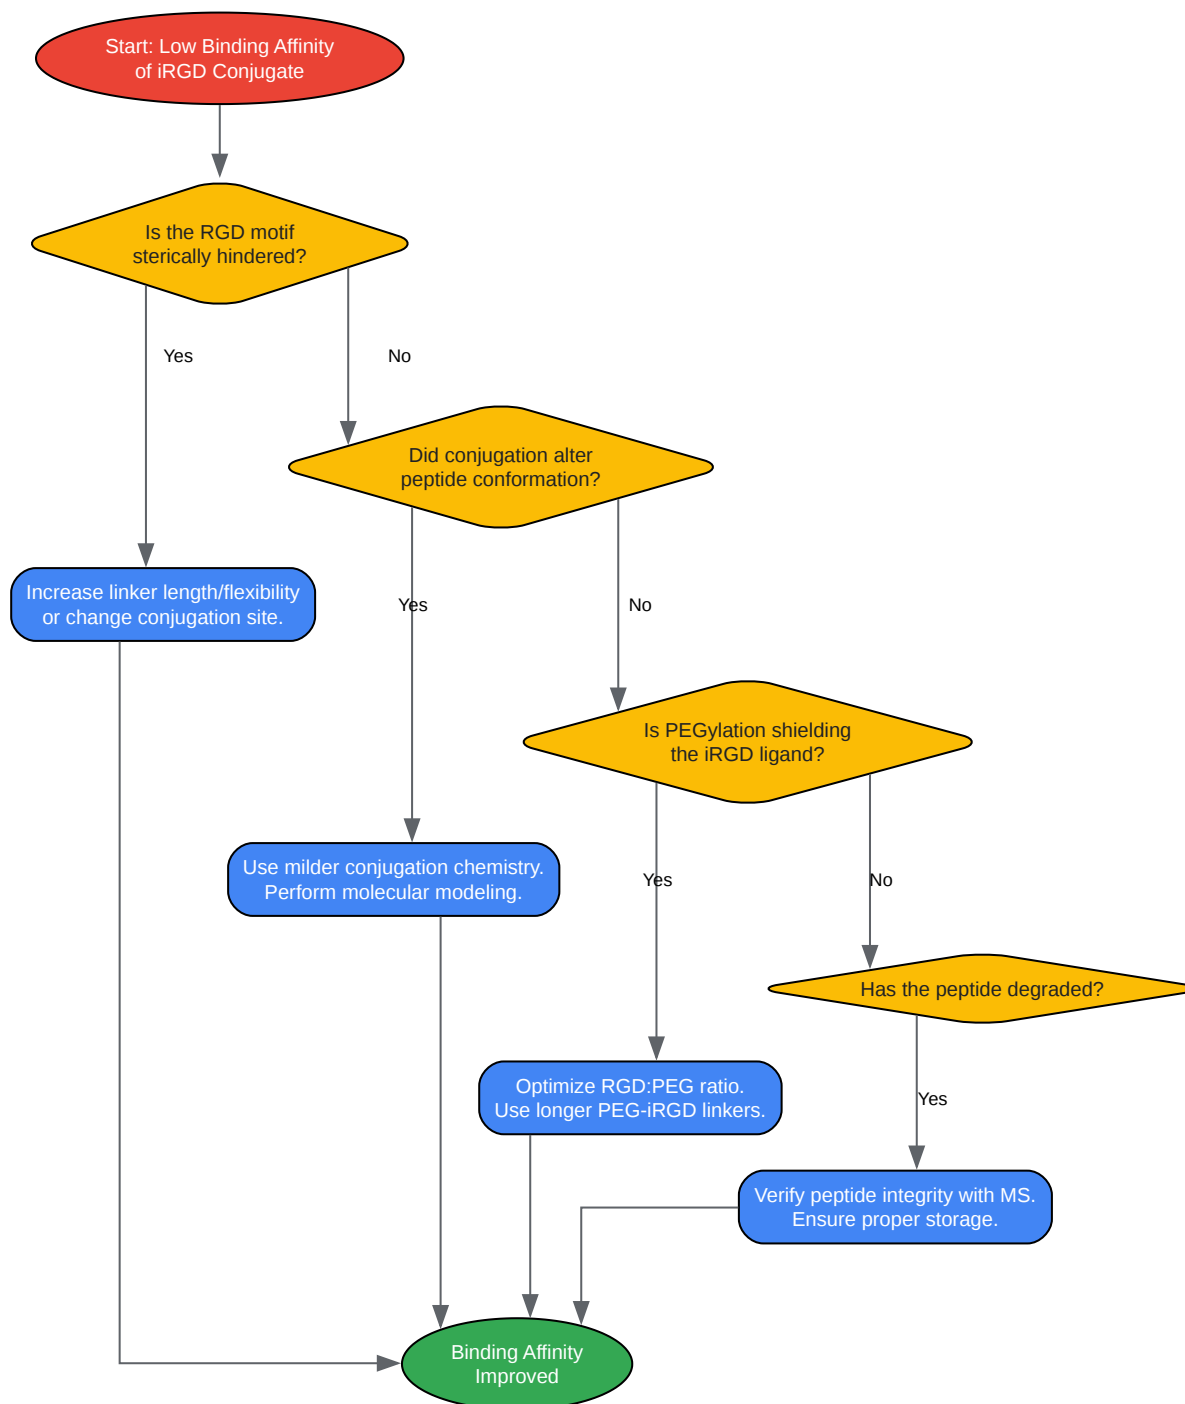 Start: Low Binding Affinity
of iRGD Conjugate
Is the RGD motif
sterically hindered?
Yes
No
Did conjugation alter
peptide conformation?
Increase linker length/flexibility
or change conjugation site.
Yes
No
Is PEGylation shielding
the iRGD ligand?
Use milder conjugation chemistry.
Perform molecular modeling.
Yes
No
Has the peptide degraded?
Optimize RGD:PEG ratio.
Use longer PEG-iRGD linkers.
Yes
Verify peptide integrity with MS.
Ensure proper storage.
Binding Affinity
Improved